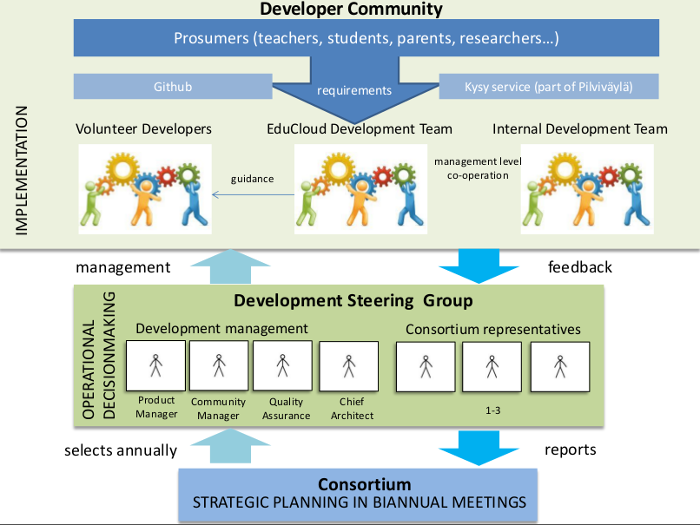 Developer Community
Prosumers (teachers, students, parents, researchers…)
Github
requirements
Kysy service (part of Pilviväylä)
IMPLEMENTATION
Volunteer Developers
EduCloud Development Team
Internal Development Team
guidance
management level
co-operation
management
feedback
OPERATIONAL
DECISIONMAKING
Development Steering Group
Development management
Consortium representatives
Product
Manager
Community
Manager
Quality
Assurance
Chief
Architect
1-3
selects annually
reports
Consortium
STRATEGIC PLANNING IN BIANNUAL MEETINGS